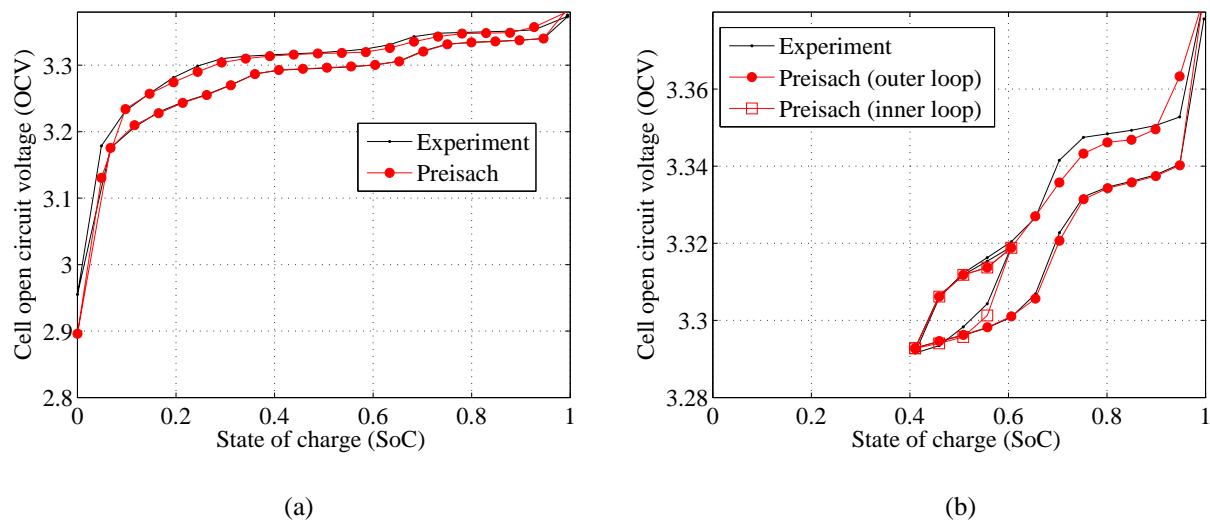 3.3
3.2
3.1
3
2.9
2.8
Cell open circuit voltage (OCV)
Experiment
Preisach
0
0.2
0.4
0.6
0.8
1
State of charge (SoC)
(a)
3.36
3.34
3.32
3.3
3.28
Cell open circuit voltage (OCV)
Experiment
Preisach (outer loop)
Preisach (inner loop)
0
0.2
0.4
0.6
0.8
1
State of charge (SoC)
(b)